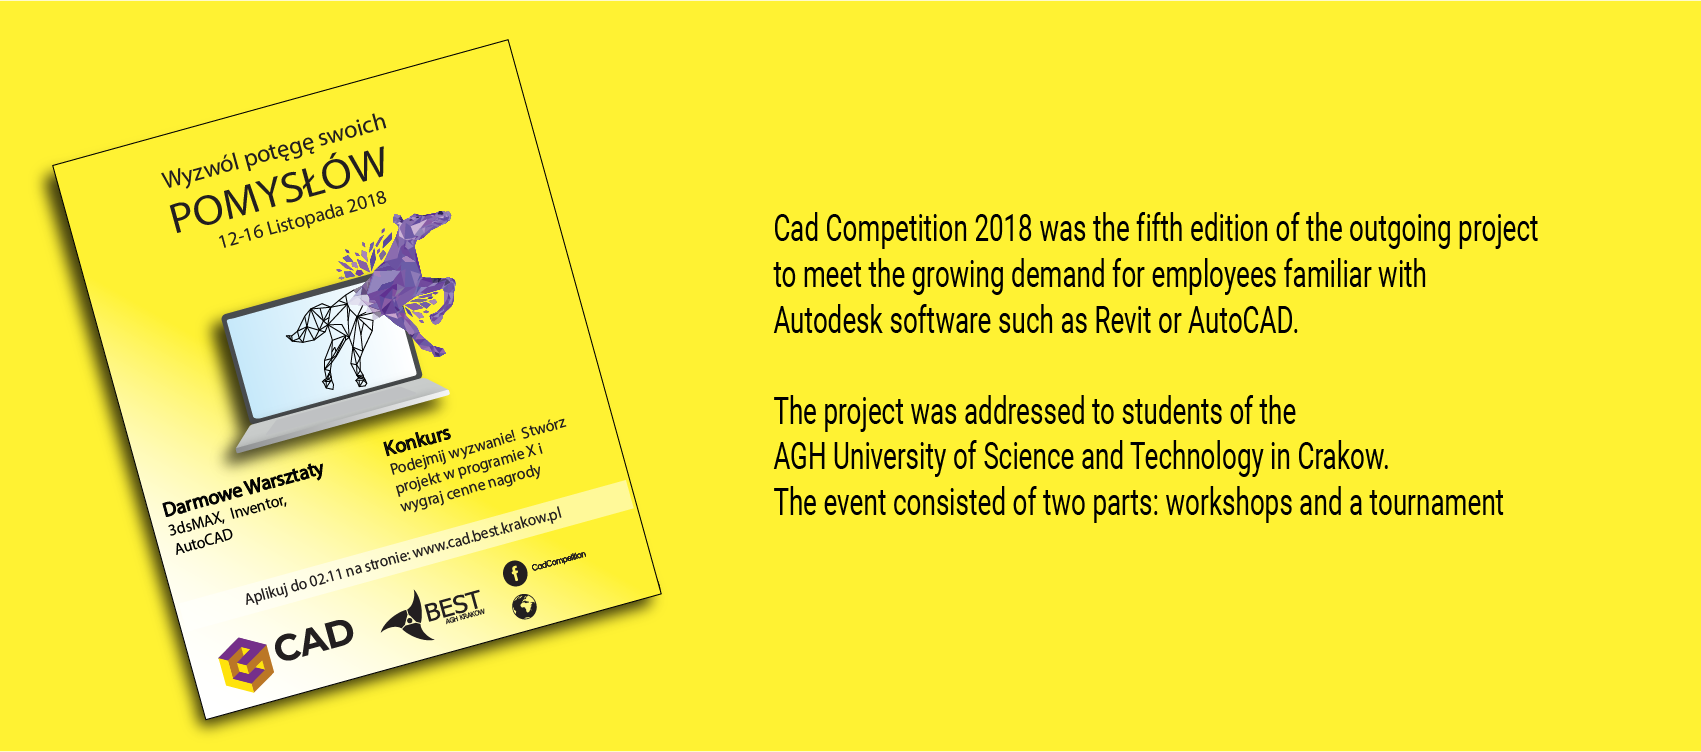 Wyzwól potęgę swoich
POMYSŁÓW
12-16 Listopada 2018
Darmowe Warsztaty
3dsMAX, Inventor,
AutoCAD
Konkurs
Podejmij wyzwanie! Stwórz
projekt w programie X i
wygraj cenne nagrody
Aplikuj do 02.11 na stronie: www.cad.best.krakow.pl
CAD
BEST
AGH KRAKÓW
f
CadCompetition
Cad Competition 2018 was the fifth edition of the outgoing project
to meet the growing demand for employees familiar with
Autodesk software such as Revit or AutoCAD.
The project was addressed to students of the
AGH University of Science and Technology in Crakow.
The event consisted of two parts: workshops and a tournament